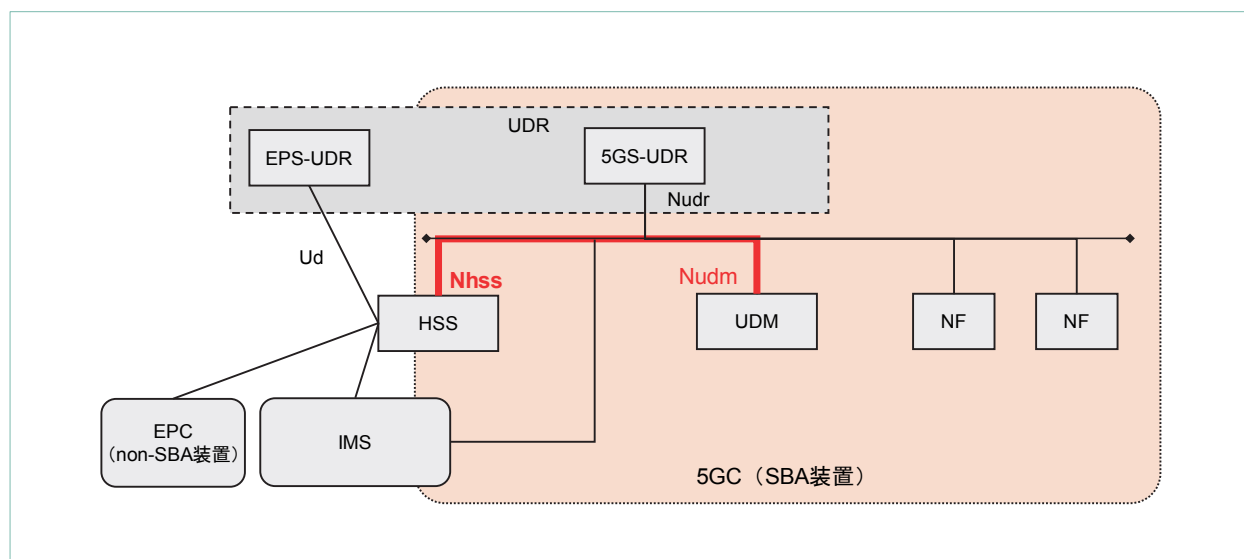 UDR
EPS-UDR
5GS-UDR
Nudr
Ud
Nhss
Nudm
HSS
UDM
NF
NF
EPC
（non-SBA装置）
IMS
5GC（SBA装置）